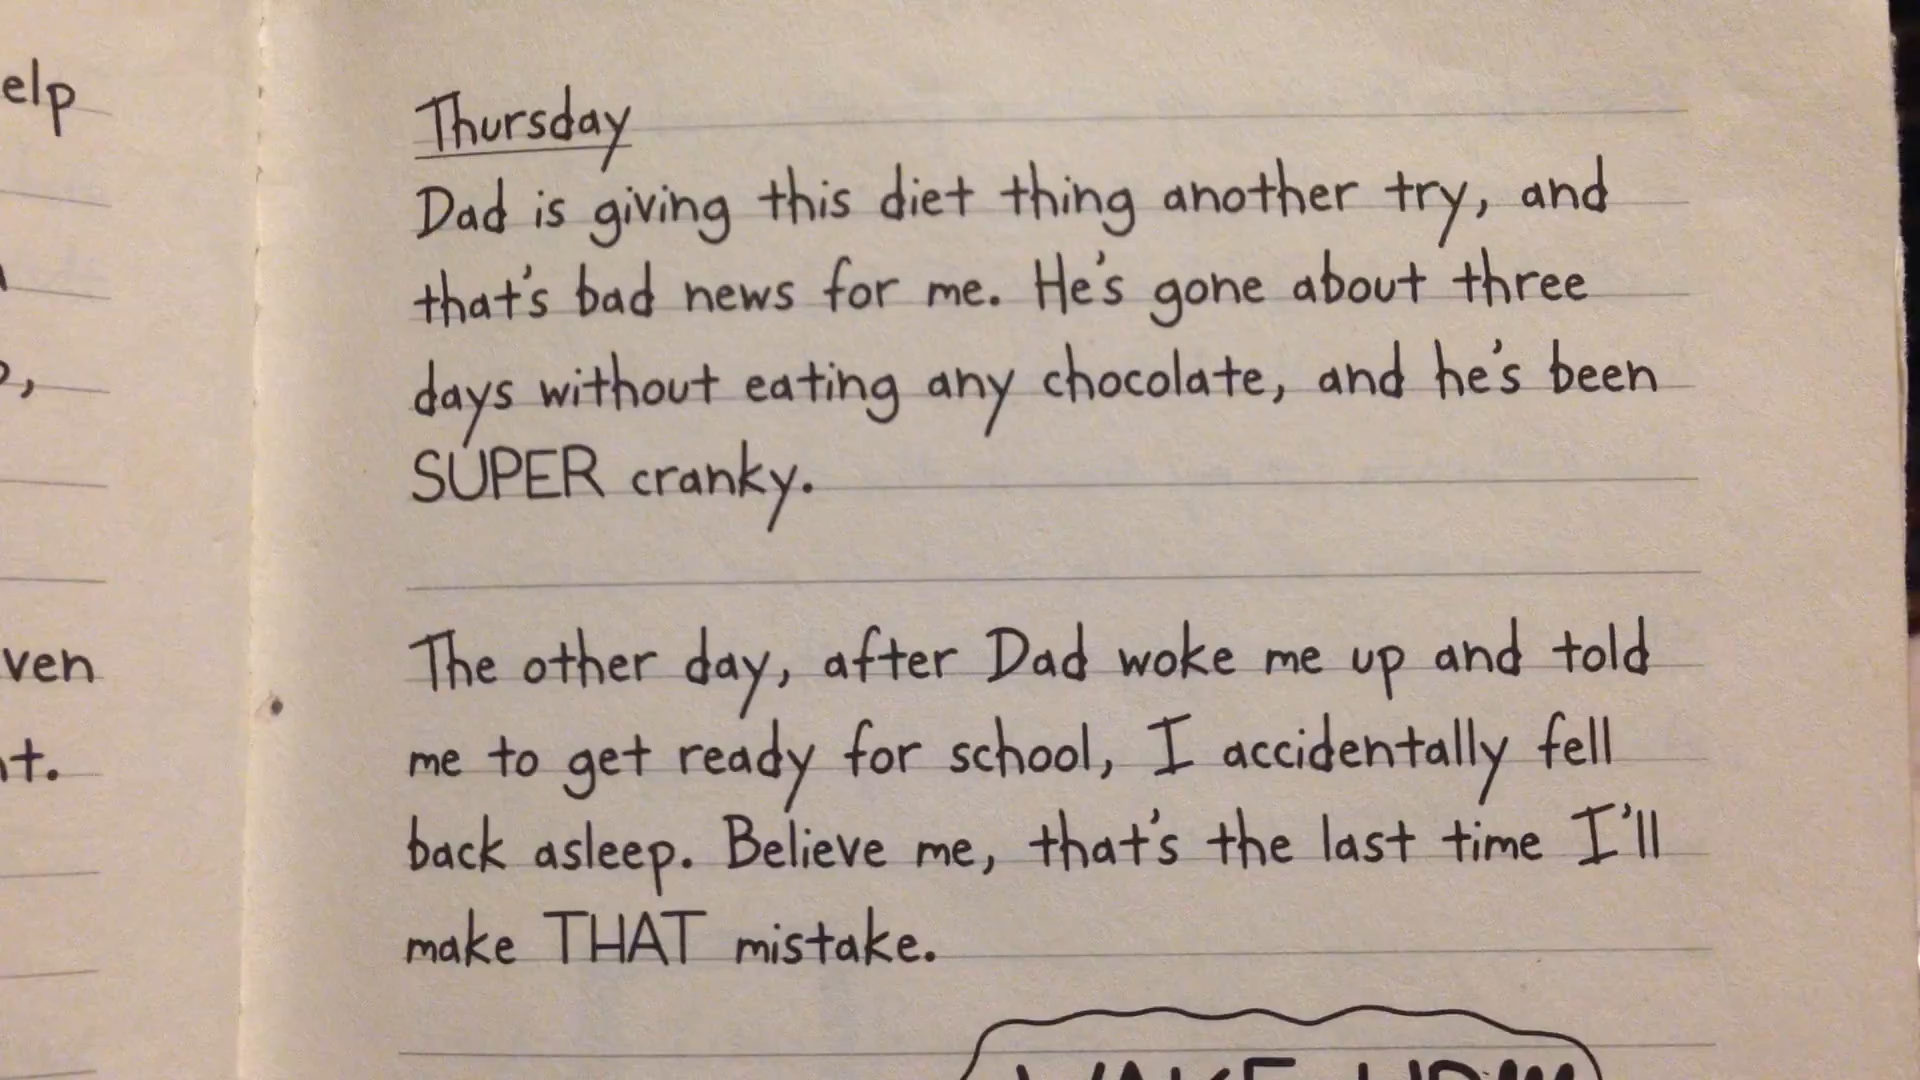 Thursday
Dad is giving this diet thing another try, and
that's bad news for me. He's gone about three
days without eating any chocolate, and he's been
SUPER cranky.
The other day, after Dad woke me up and told
me to get ready for school, I accidentally fell
back asleep. Believe me, that's the last time I'll
make THAT mistake.